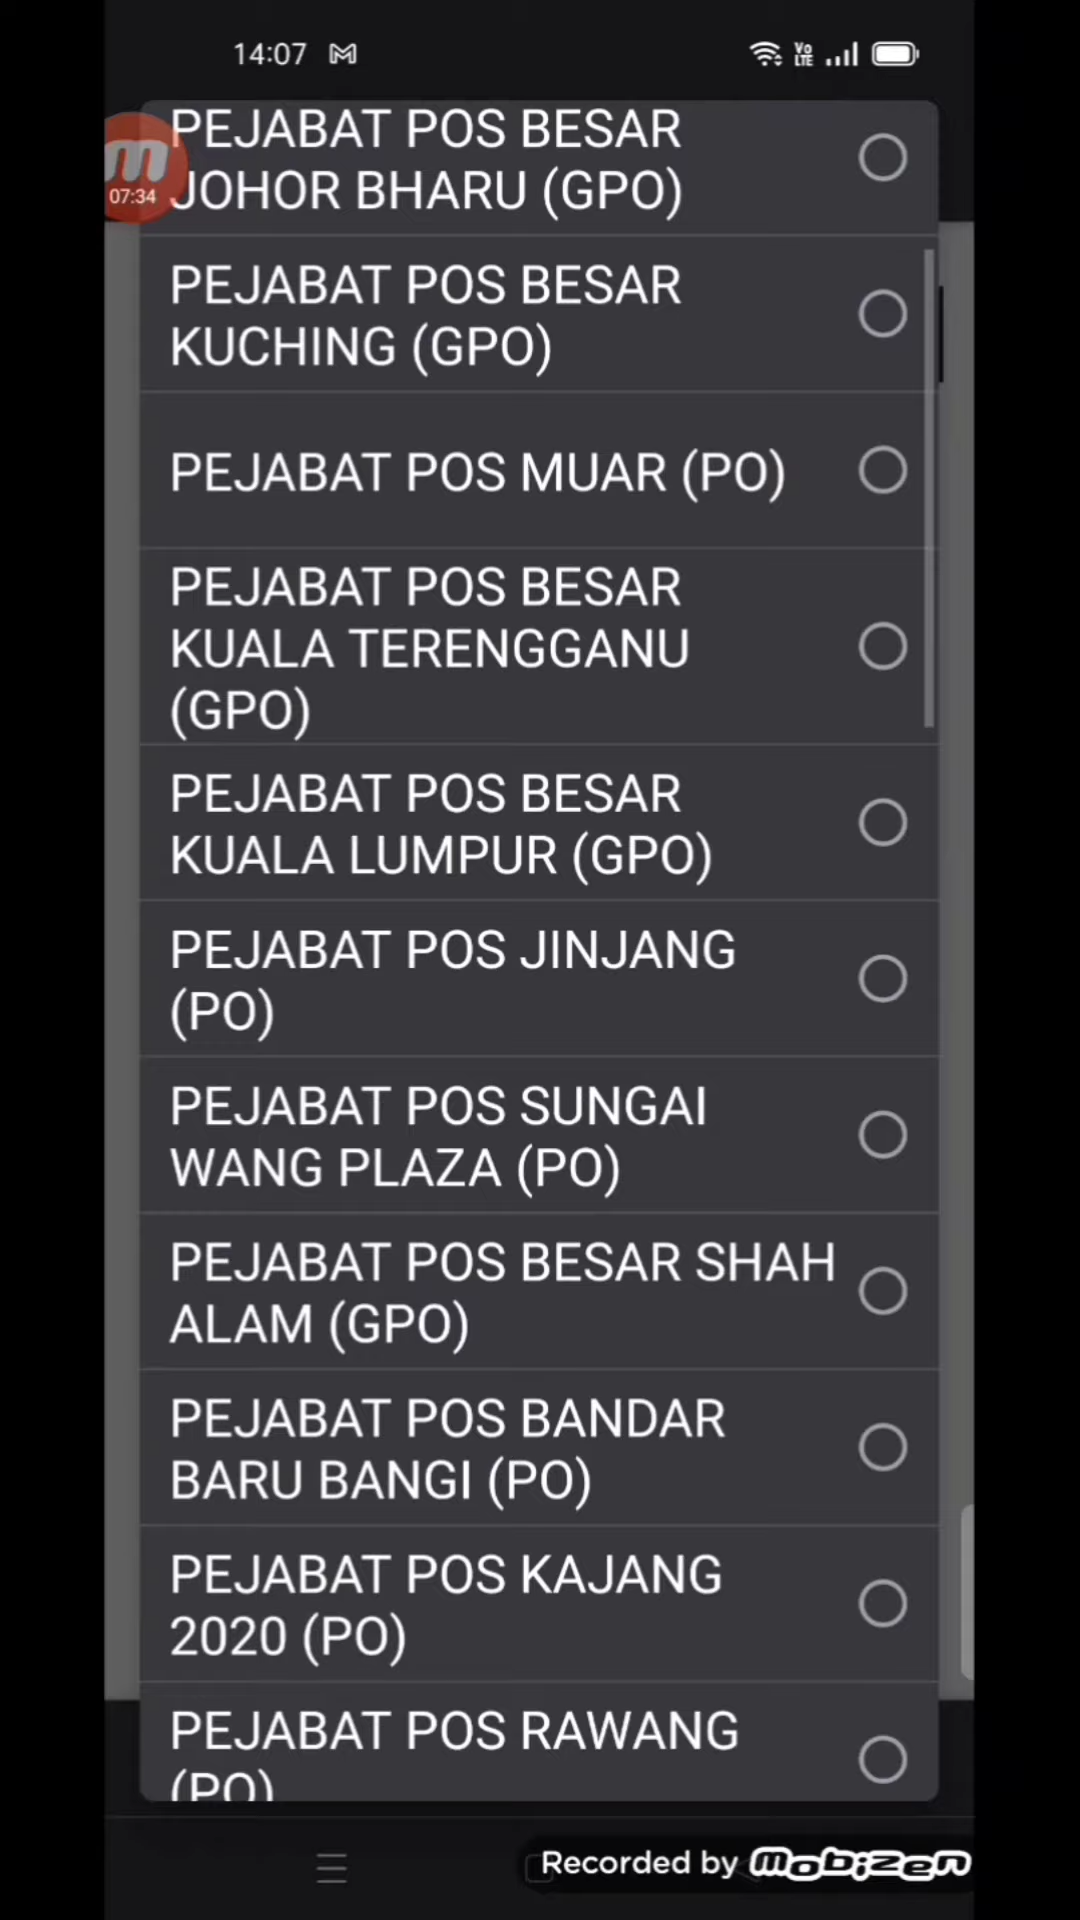 14:07
Vo
LTE
PEJABAT POS BESAR
JOHOR BHARU (GPO)
07:34
PEJABAT POS BESAR
KUCHING (GPO)
PEJABAT POS MUAR (PO)
PEJABAT POS BESAR
KUALA TERENGGANU
(GPO)
PEJABAT POS BESAR
KUALA LUMPUR (GPO)
PEJABAT POS JINJANG
(PO)
PEJABAT POS SUNGAI
WANG PLAZA (PO)
PEJABAT POS BESAR SHAH
ALAM (GPO)
PEJABAT POS BANDAR
BARU BANGI (PO)
PEJABAT POS KAJANG
2020 (PO)
PEJABAT POS RAWANG
(PO)
Recorded by mobizen